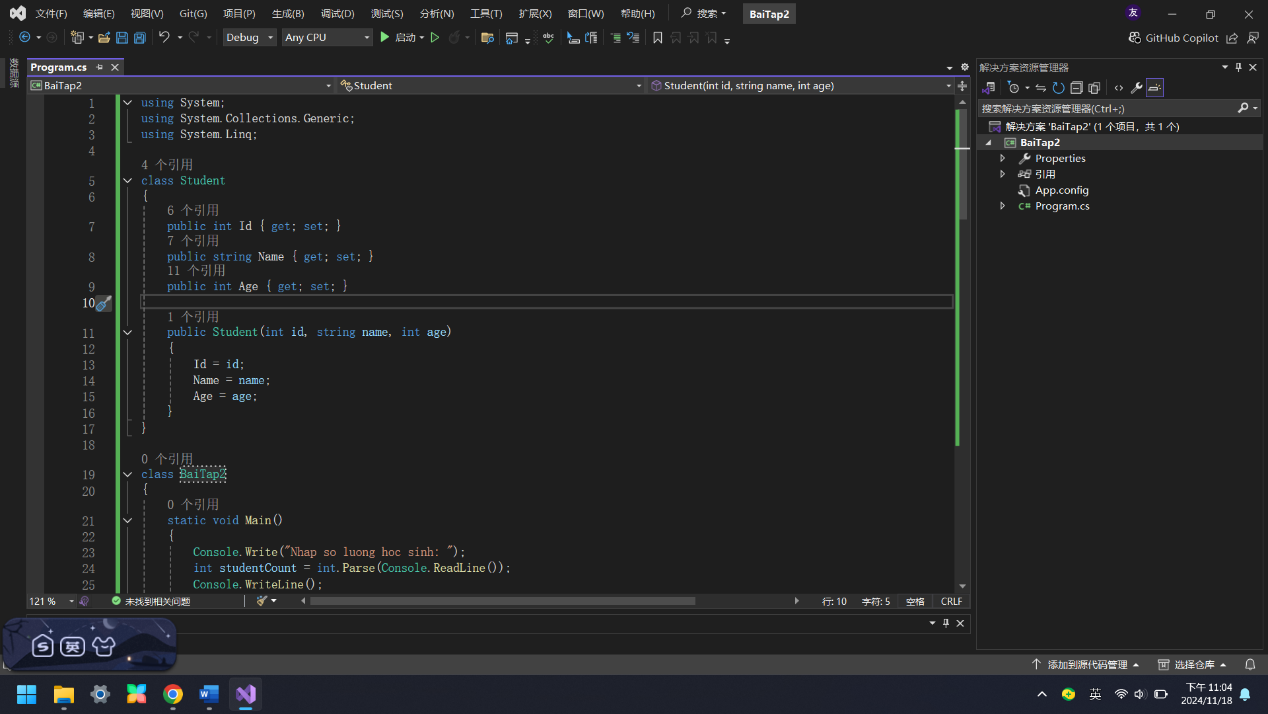 文件(F) 编辑(E) 视图(V) Git(G) 项目(P) 生成(B) 调试(D) 测试(S) 分析(N) 工具(T) 扩展(X) 窗口(W) 帮助(H) 搜索 BaiTap2 友
Debug Any CPU 启动 abc GitHub Copilot
Program.cs
BaiTap2 Student Student(int id, string name, int age)
1 using System;
2 using System.Collections.Generic;
3 using System.Linq;
4
4 个引用
5 class Student
6 {
6 个引用
7 public int Id { get; set; }
7 个引用
8 public string Name { get; set; }
11 个引用
9 public int Age { get; set; }
10
1 个引用
11 public Student(int id, string name, int age)
12 {
13 Id = id;
14 Name = name;
15 Age = age;
16 }
17 }
18
0 个引用
19 class BaiTap2
20 {
0 个引用
21 static void Main()
22 {
23 Console.Write("Nhap so luong hoc sinh: ");
24 int studentCount = int.Parse(Console.ReadLine());
25 Console.WriteLine();
121 % 未找到相关问题 行: 10 字符: 5 空格 CRLF
解决方案资源管理器
搜索解决方案资源管理器(Ctrl+;)
解决方案 'BaiTap2' (1 个项目，共 1 个)
C# BaiTap2
Properties
引用
App.config
C# Program.cs
S 英
添加到源代码管理 选择仓库
W 英 下午 11:04
2024/11/18